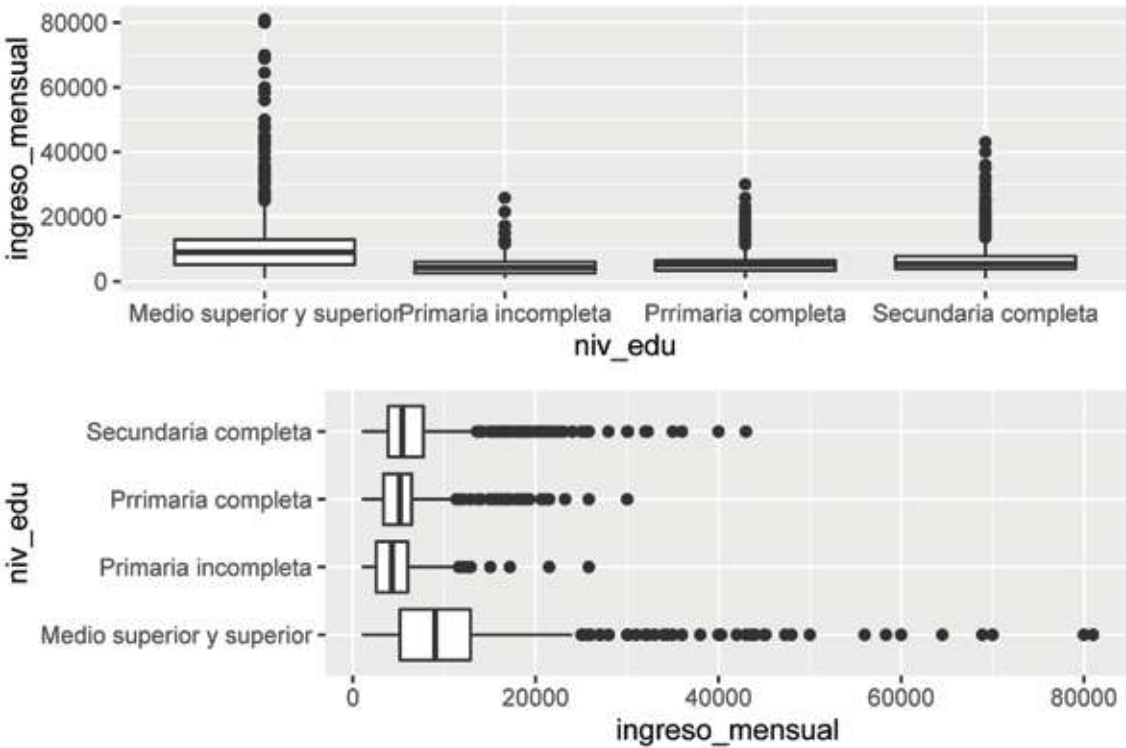 80000
60000
40000
20000
0
ingreso_mensual
Medio superior y superior
Primaria incompleta
Prrimaria completa
Secundaria completa
niv_edu
niv_edu
Secundaria completa
Prrimaria completa
Primaria incompleta
Medio superior y superior
0
20000
40000
60000
80000
ingreso_mensual